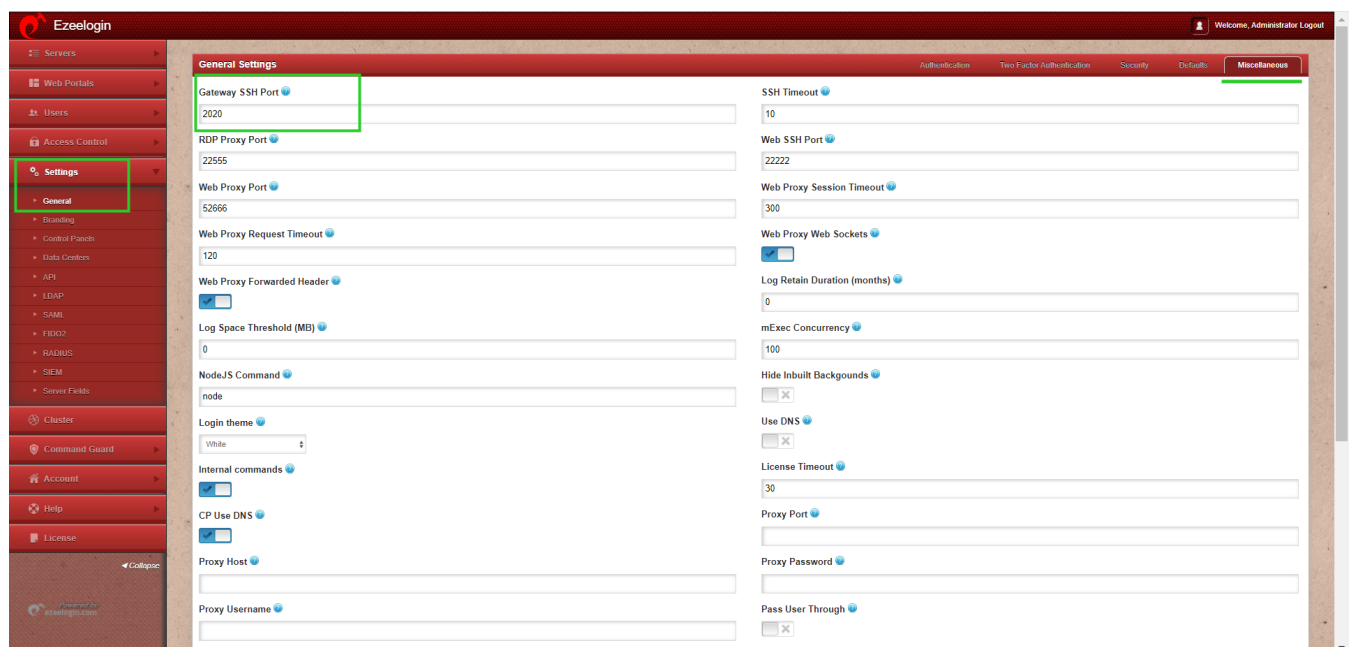 Ezeelogin
Welcome, Administrator Logout
Servers
Web Portals
Users
Access Control
Settings
General
Branding
Control Panels
Data Centers
API
LDAP
SAML
FIDO2
RADIUS
SIEM
Server Fields
Cluster
Command Guard
Account
Help
License
Collapse
Powered by
ezeelogin.com
General Settings
Authentication
Two Factor Authentication
Security
Defaults
Miscellaneous
Gateway SSH Port
2020
SSH Timeout
10
RDP Proxy Port
22555
Web SSH Port
22222
Web Proxy Port
52666
Web Proxy Session Timeout
300
Web Proxy Request Timeout
120
Web Proxy Web Sockets
Web Proxy Forwarded Header
Log Retain Duration (months)
0
Log Space Threshold (MB)
0
mExec Concurrency
100
NodeJS Command
node
Hide Inbuilt Backgounds
Login theme
White
Use DNS
Internal commands
License Timeout
30
CP Use DNS
Proxy Port
Proxy Host
Proxy Password
Proxy Username
Pass User Through